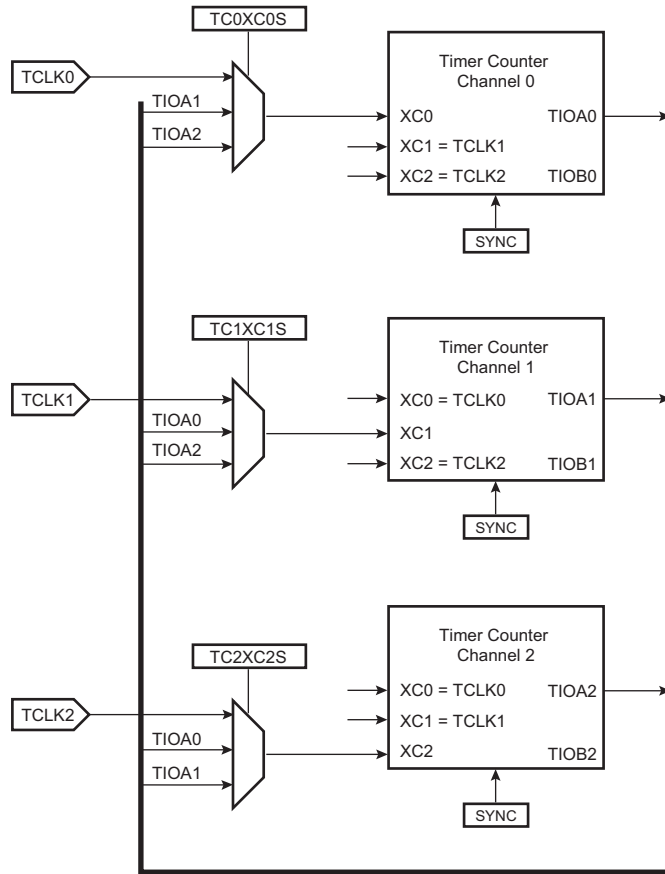 TC0XC0S
TCLK0
TIOA1
TIOA2
Timer Counter
Channel 0
XC0
TIOA0
XC1 = TCLK1
XC2 = TCLK2
TIOB0
SYNC
TC1XC1S
TCLK1
TIOA0
TIOA2
Timer Counter
Channel 1
XC0 = TCLK0
TIOA1
XC1
XC2 = TCLK2
TIOB1
SYNC
TC2XC2S
TCLK2
TIOA0
TIOA1
Timer Counter
Channel 2
XC0 = TCLK0
TIOA2
XC1 = TCLK1
XC2
TIOB2
SYNC